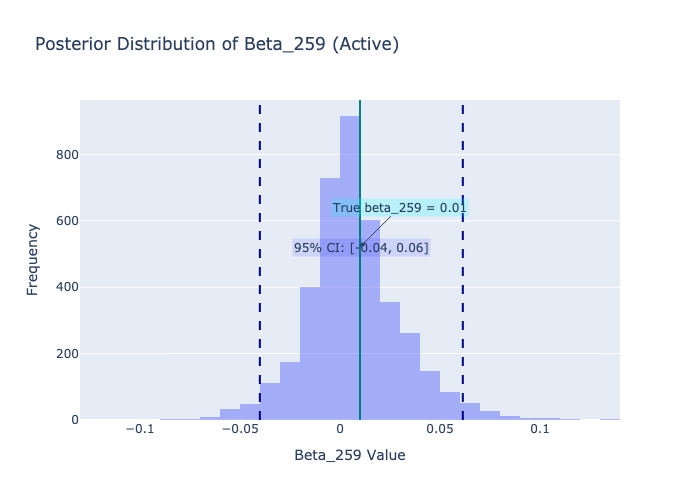 Posterior Distribution of Beta_259 (Active)
800
600
400
200
0
Frequency
True beta_259 = 0.01
95% CI: [-0.04, 0.06]
−0.1
−0.05
0
0.05
0.1
Beta_259 Value